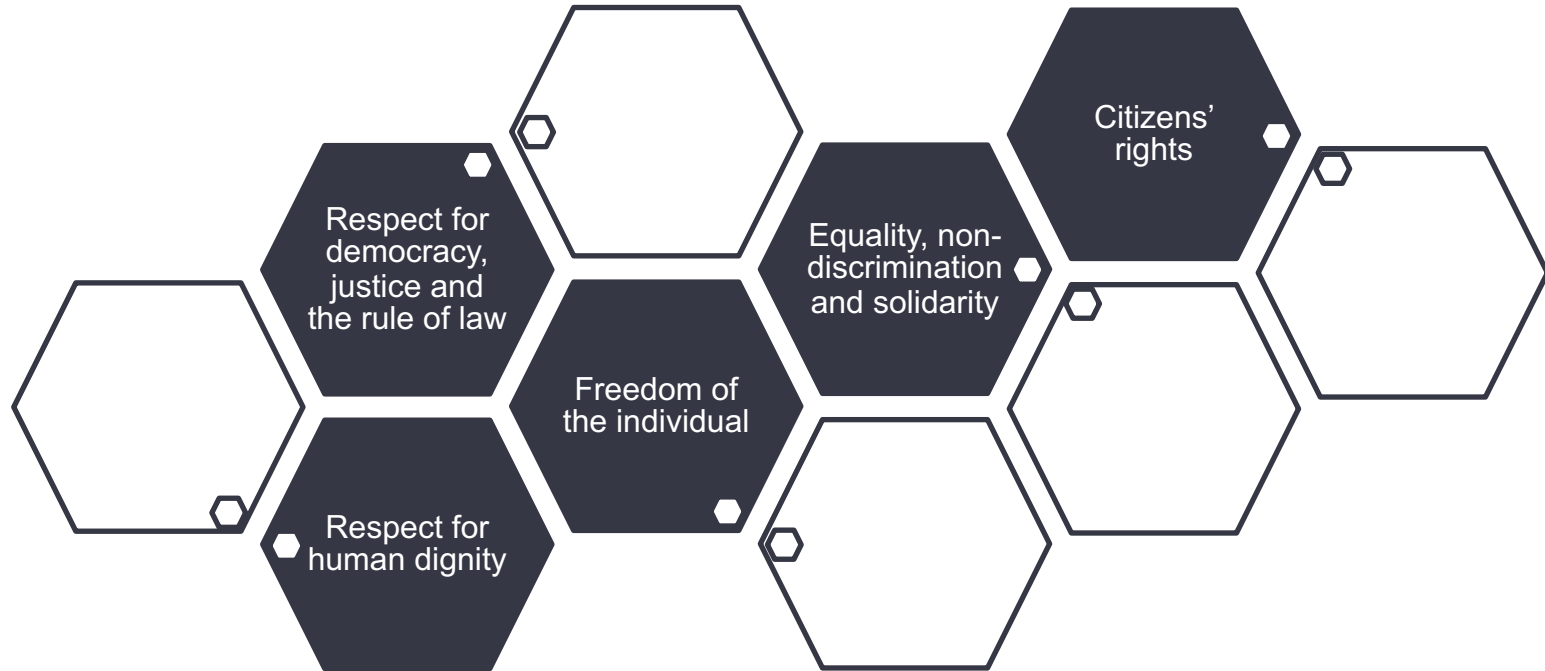 Citizens’
rights
Respect for
democracy,
justice and
the rule of law
Equality, non-
discrimination
and solidarity
Freedom of
the individual
Respect for
human dignity